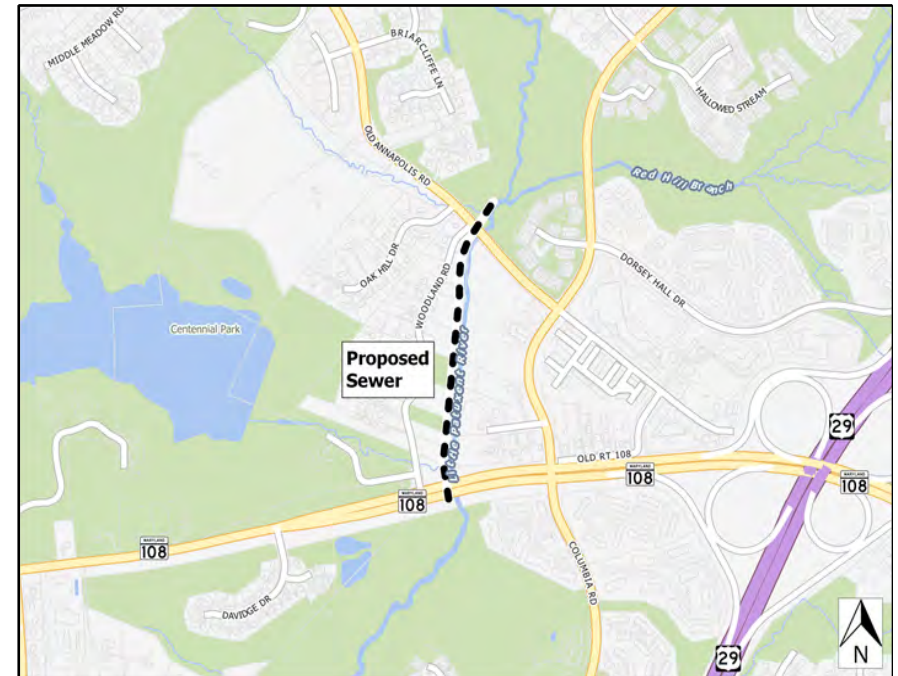 MIDDLE MEADOW RD
BRIARCLIFFE LN
HALLOWED STREAM
OLD ANNAPOLIS RD
Red Hill Branch
OAK HILL DR
WOODLAND RD
DORSEY HALL DR
Centennial Park
Proposed
Sewer
Little Patuxent River
29
OLD RT 108
MARYLAND
108
MARYLAND
108
MARYLAND
108
MARYLAND
108
COLUMBIA RD
DAVIDGE DR
29
N